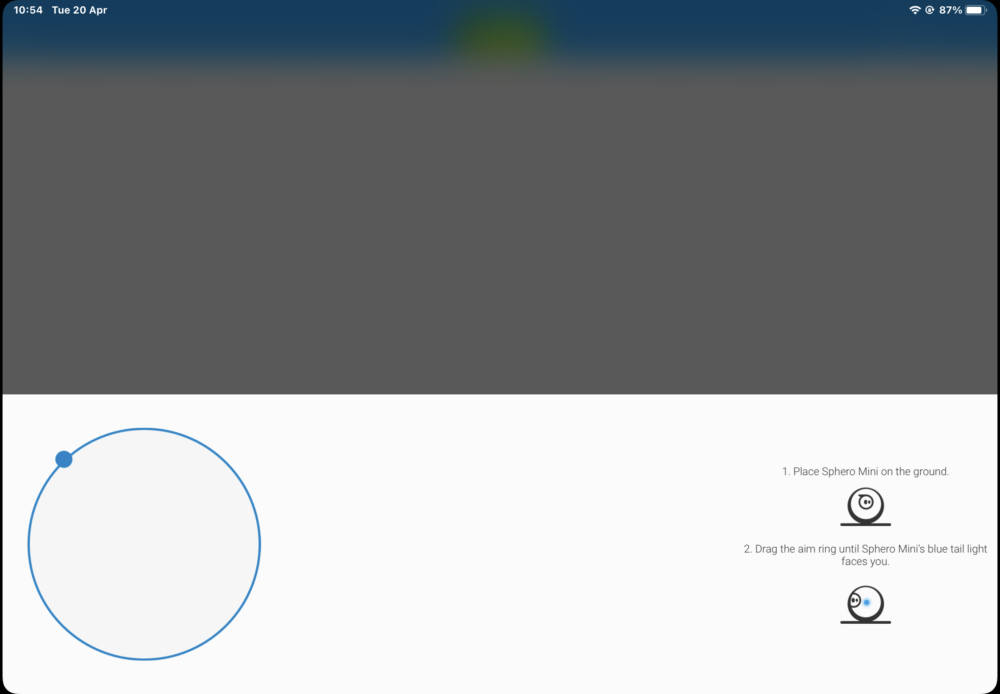 10:54 Tue 20 Apr 87%
1. Place Sphero Mini on the ground.
2. Drag the aim ring until Sphero Mini's blue tail light
faces you.